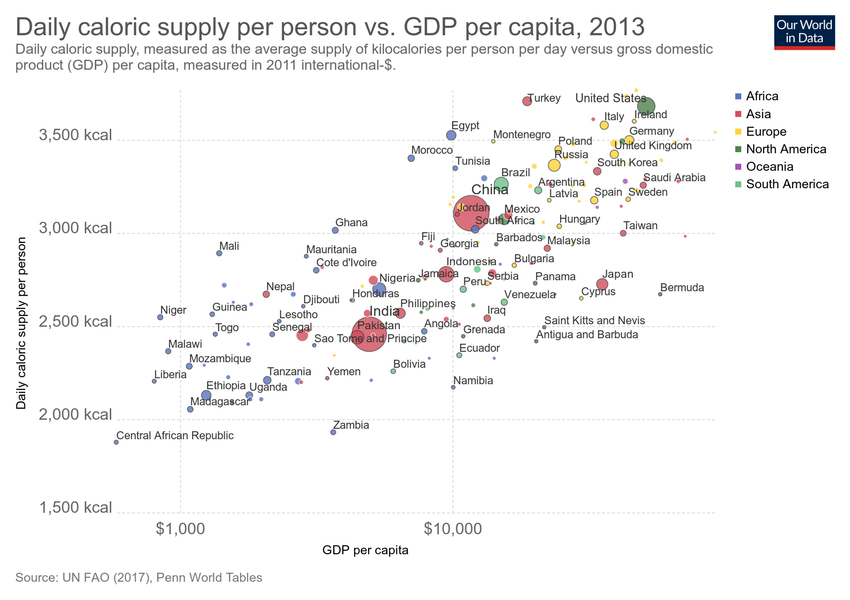 Daily caloric supply per person vs. GDP per capita, 2013
Daily caloric supply, measured as the average supply of kilocalories per person per day versus gross domestic
product (GDP) per capita, measured in 2011 international-$.
Our World
in Data
Africa
Asia
Europe
North America
Oceania
South America
Daily caloric supply per person
3,500 kcal
3,000 kcal
2,500 kcal
2,000 kcal
1,500 kcal
Turkey
United States
Ireland
Italy
Egypt
Montenegro
Germany
Poland
United Kingdom
Morocco
Russia
Tunisia
South Korea
Brazil
Argentina
Saudi Arabia
China
Latvia
Spain
Sweden
Jordan
Mexico
South Africa
Hungary
Ghana
Taiwan
Fiji
Georgia
Barbados
Malaysia
Mali
Mauritania
Cote d'Ivoire
Indonesia
Bulgaria
Nigeria
Jamaica
Peru
Serbia
Panama
Japan
Nepal
Honduras
Venezuela
Cyprus
Bermuda
Djibouti
Philippines
Niger
Guinea
Lesotho
India
Iraq
Togo
Senegal
Pakistan
Angola
Grenada
Saint Kitts and Nevis
Sao Tome and Principe
Antigua and Barbuda
Malawi
Ecuador
Mozambique
Bolivia
Liberia
Ethiopia
Uganda
Tanzania
Yemen
Namibia
Madagascar
Zambia
Central African Republic
$1,000
$10,000
GDP per capita
Source: UN FAO (2017), Penn World Tables